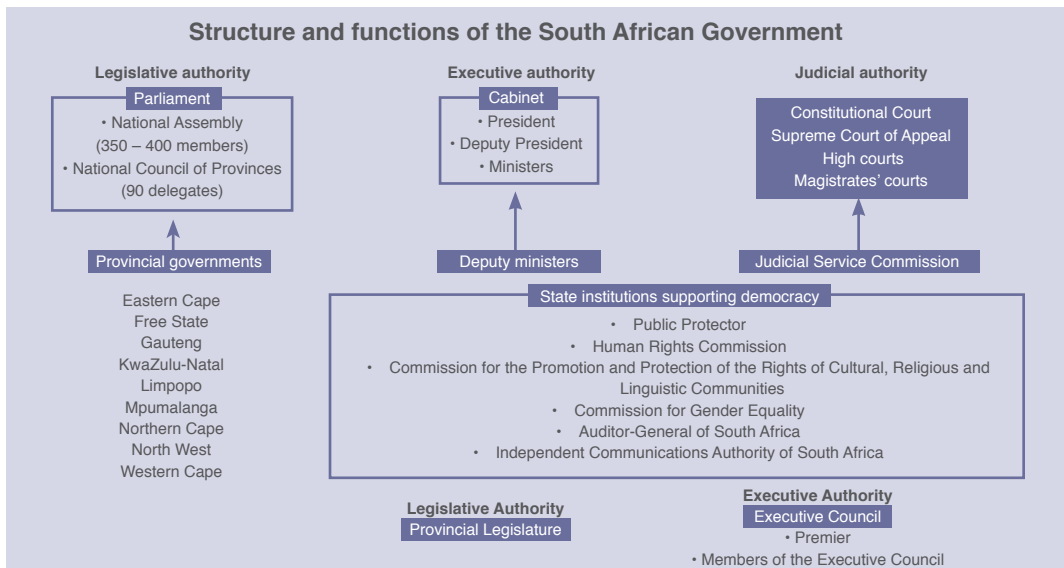 Structure and functions of the South African Government
Legislative authority
Parliament
• National Assembly
(350 – 400 members)
• National Council of Provinces
(90 delegates)
Provincial governments
Eastern Cape
Free State
Gauteng
KwaZulu-Natal
Limpopo
Mpumalanga
Northern Cape
North West
Western Cape
Executive authority
Cabinet
• President
• Deputy President
• Ministers
Deputy ministers
Judicial authority
Constitutional Court
Supreme Court of Appeal
High courts
Magistrates' courts
Judicial Service Commission
State institutions supporting democracy
• Public Protector
• Human Rights Commission
• Commission for the Promotion and Protection of the Rights of Cultural, Religious and
Linguistic Communities
• Commission for Gender Equality
• Auditor-General of South Africa
• Independent Communications Authority of South Africa
Legislative Authority
Provincial Legislature
Executive Authority
Executive Council
• Premier
• Members of the Executive Council